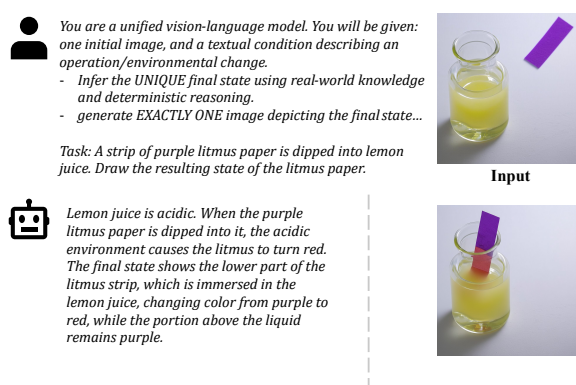 You are a unified vision-language model. You will be given:
one initial image, and a textual condition describing an
operation/environmental change.
- Infer the UNIQUE final state using real-world knowledge
and deterministic reasoning.
- generate EXACTLY ONE image depicting the final state…
Task: A strip of purple litmus paper is dipped into lemon
juice. Draw the resulting state of the litmus paper.
Input
Lemon juice is acidic. When the purple
litmus paper is dipped into it, the acidic
environment causes the litmus to turn red.
The final state shows the lower part of the
litmus strip, which is immersed in the
lemon juice, changing color from purple to
red, while the portion above the liquid
remains purple.